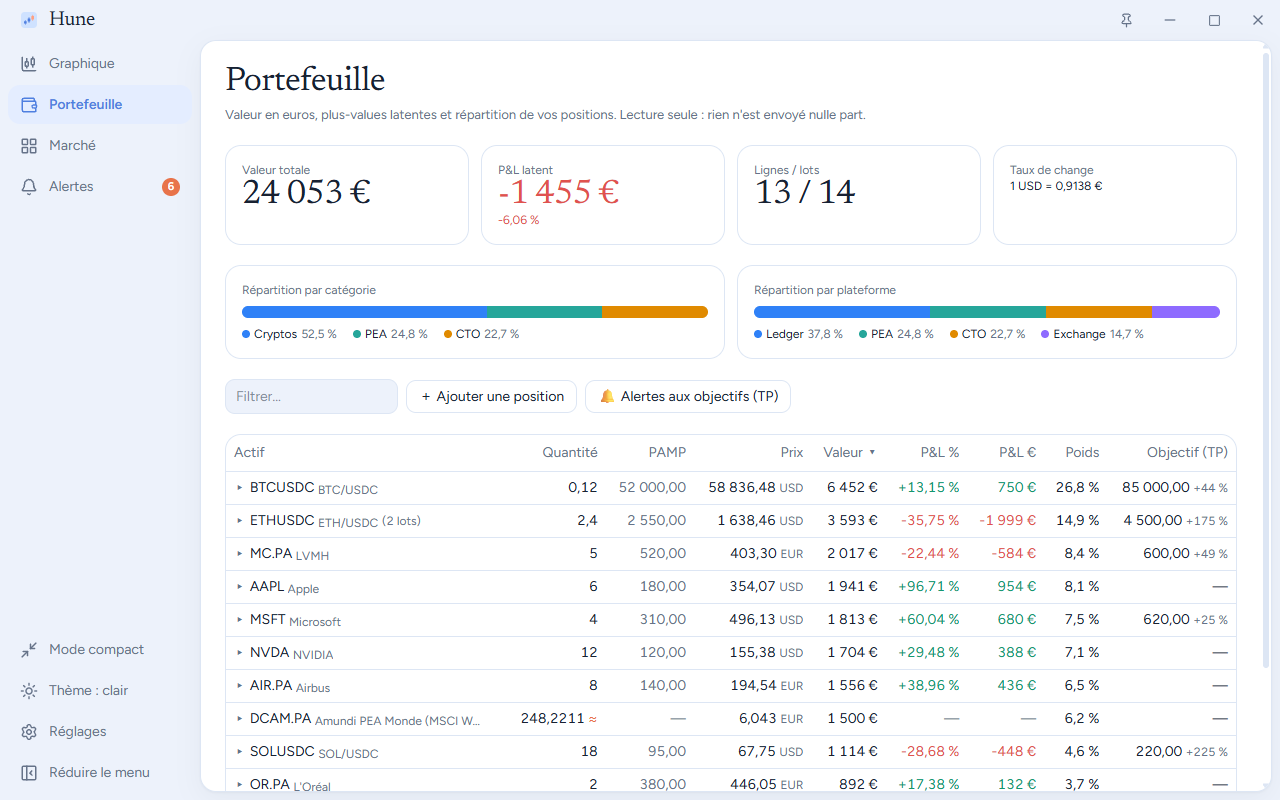 Hune
Graphique
Portefeuille
Marché
Alertes 6
Mode compact
Thème : clair
Réglages
Réduire le menu
Portefeuille
Valeur en euros, plus-values latentes et répartition de vos positions. Lecture seule : rien n'est envoyé nulle part.
Valeur totale
24 053 €
P&L latent
-1 455 €
-6,06 %
Lignes / lots
13 / 14
Taux de change
1 USD = 0,9138 €
Répartition par catégorie
Cryptos 52,5 % PEA 24,8 % CTO 22,7 %
Répartition par plateforme
Ledger 37,8 % PEA 24,8 % CTO 22,7 % Exchange 14,7 %
Filtrer... + Ajouter une position Alertes aux objectifs (TP)
Actif Quantité PAMP Prix Valeur ▼ P&L % P&L € Poids Objectif (TP)
BTCUSDC BTC/USDC 0,12 52 000,00 58 836,48 USD 6 452 € +13,15 % 750 € 26,8 % 85 000,00 +44 %
ETHUSDC ETH/USDC (2 lots) 2,4 2 550,00 1 638,46 USD 3 593 € -35,75 % -1 999 € 14,9 % 4 500,00 +175 %
MC.PA LVMH 5 520,00 403,30 EUR 2 017 € -22,44 % -584 € 8,4 % 600,00 +49 %
AAPL Apple 6 180,00 354,07 USD 1 941 € +96,71 % 954 € 8,1 % —
MSFT Microsoft 4 310,00 496,13 USD 1 813 € +60,04 % 680 € 7,5 % 620,00 +25 %
NVDA NVIDIA 12 120,00 155,38 USD 1 704 € +29,48 % 388 € 7,1 % —
AIR.PA Airbus 8 140,00 194,54 EUR 1 556 € +38,96 % 436 € 6,5 % —
DCAM.PA Amundi PEA Monde (MSCI W... 248,2211 ≈ — 6,043 EUR 1 500 € — — 6,2 % —
SOLUSDC SOL/USDC 18 95,00 67,75 USD 1 114 € -28,68 % -448 € 4,6 % 220,00 +225 %
OR.PA L'Oréal 2 380,00 446,05 EUR 892 € +17,38 % 132 € 3,7 % —